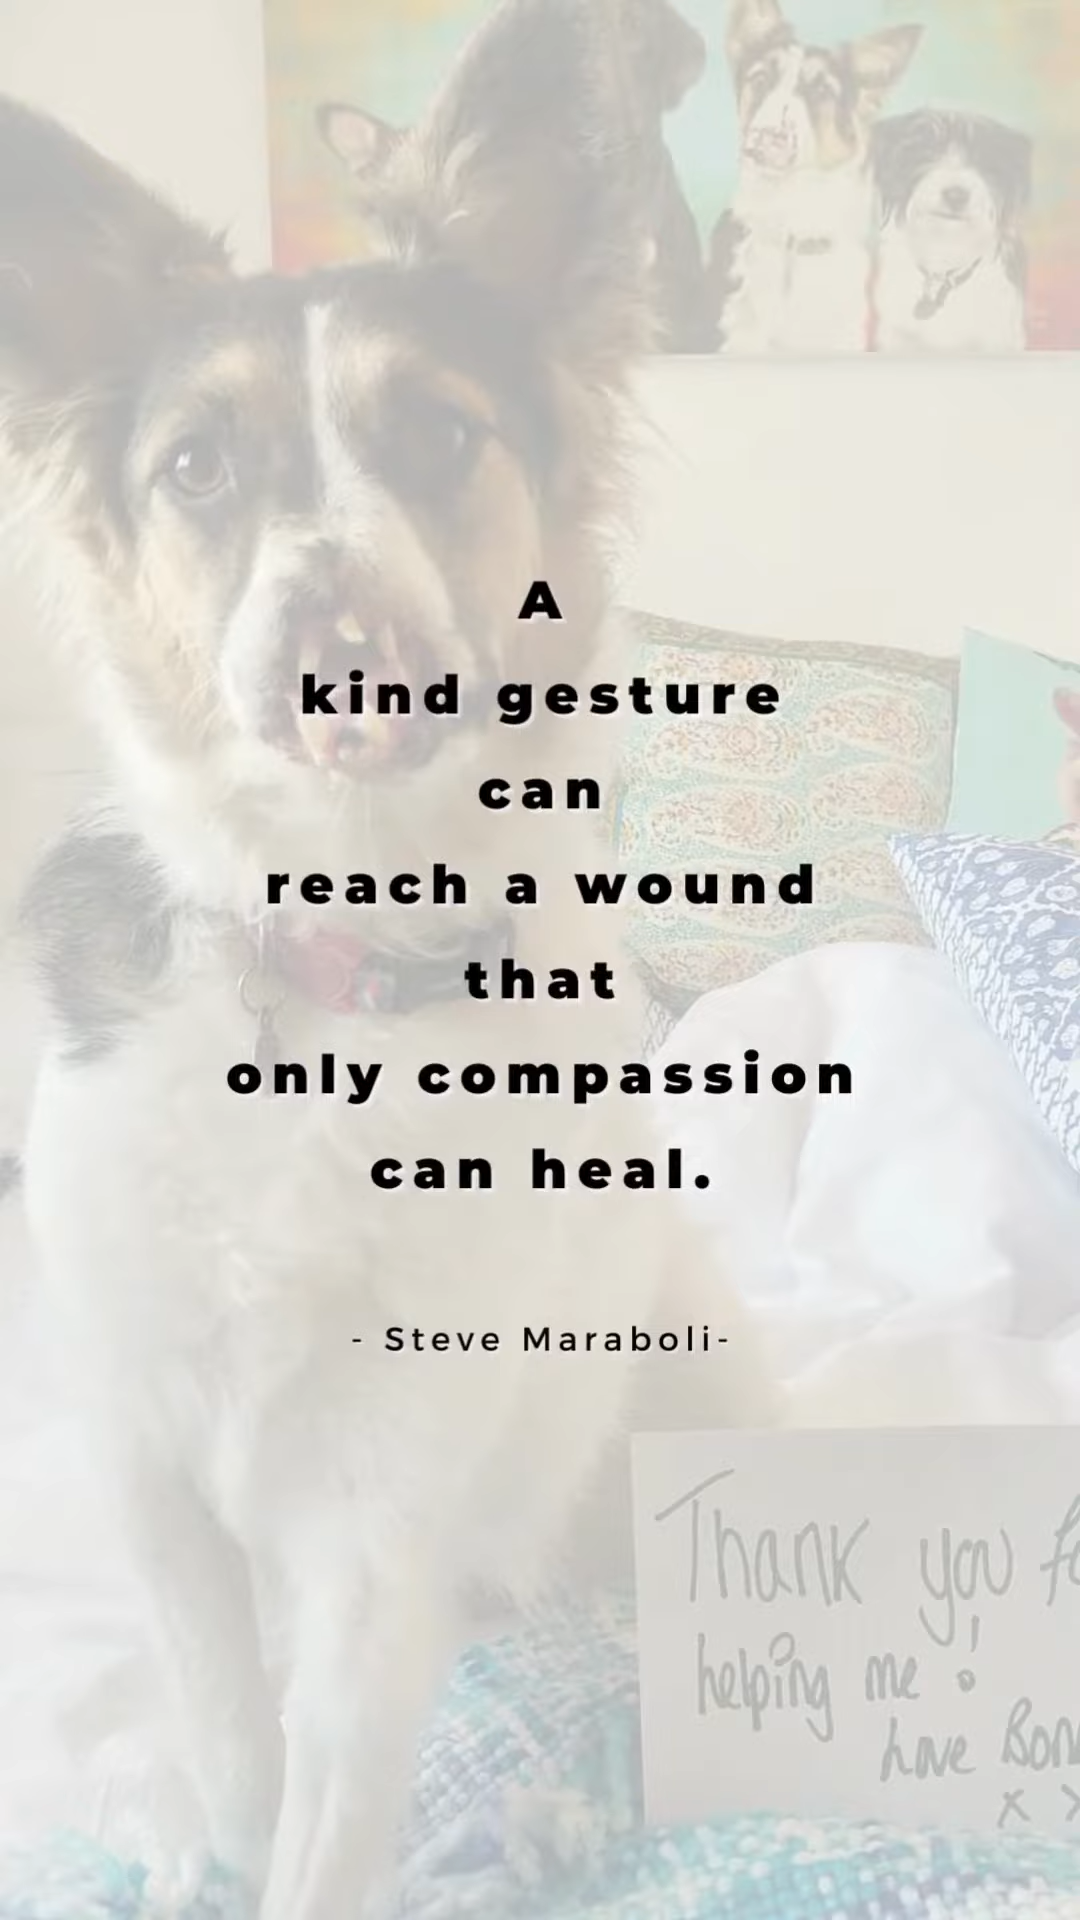 A
kind gesture
can
reach a wound
that
only compassion
can heal.
- Steve Maraboli-
Thank you
helping me!
Love
x